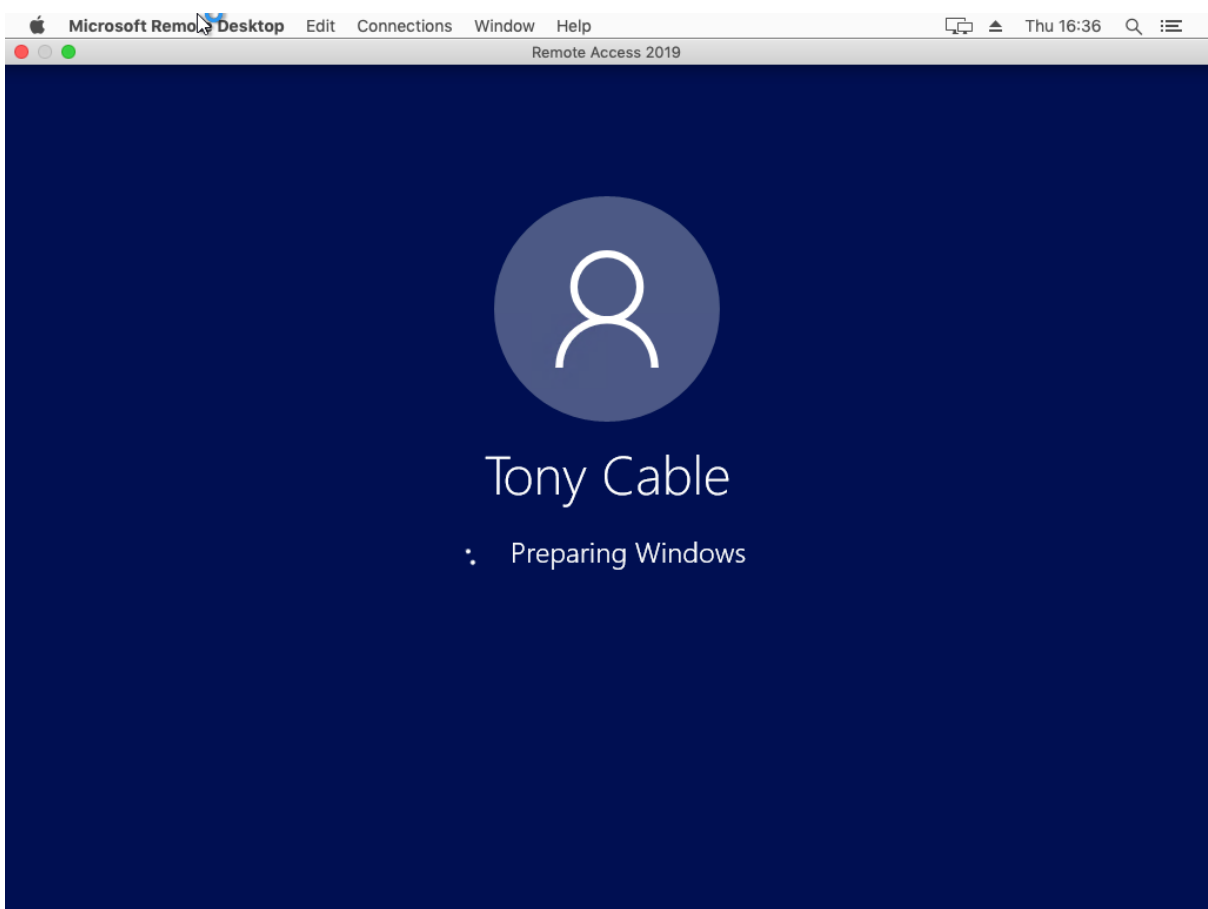 Microsoft Remote Desktop Edit Connections Window Help Thu 16:36
Remote Access 2019
Tony Cable
Preparing Windows